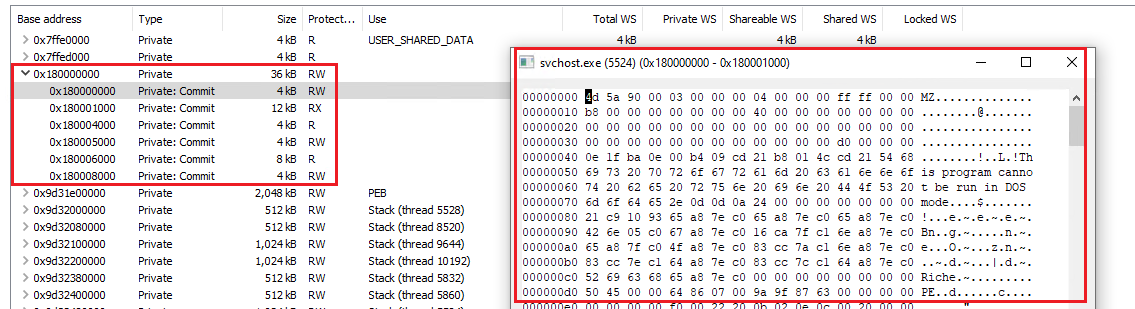 Base address Type Size Protect... Use Total WS Private WS Shareable WS Shared WS Locked WS
0x7ffe0000 Private 4 kB R USER_SHARED_DATA 4 kB 4 kB 4 kB
0x7ffed000 Private 4 kB R
0x180000000 Private 36 kB RW
0x180000000 Private: Commit 4 kB RW
0x180001000 Private: Commit 12 kB RX
0x180004000 Private: Commit 4 kB R
0x180005000 Private: Commit 4 kB RW
0x180006000 Private: Commit 8 kB R
0x180008000 Private: Commit 4 kB RW
0x9d31e00000 Private 2,048 kB RW PEB
0x9d32000000 Private 512 kB RW Stack (thread 5528)
0x9d32080000 Private 512 kB RW Stack (thread 8520)
0x9d32100000 Private 1,024 kB RW Stack (thread 9644)
0x9d32200000 Private 1,024 kB RW Stack (thread 10192)
0x9d32380000 Private 512 kB RW Stack (thread 5832)
0x9d32400000 Private 512 kB RW Stack (thread 5860)
svchost.exe (5524) (0x180000000 - 0x180001000)
00000000 4d 5a 90 00 03 00 00 00 04 00 00 00 ff ff 00 00 MZ..............
00000010 b8 00 00 00 00 00 00 00 40 00 00 00 00 00 00 00 ........@.......
00000020 00 00 00 00 00 00 00 00 00 00 00 00 00 00 00 00 ................
00000030 00 00 00 00 00 00 00 00 00 00 00 00 d0 00 00 00 ................
00000040 0e 1f ba 0e 00 b4 09 cd 21 b8 01 4c cd 21 54 68 ........!..L.!Th
00000050 69 73 20 70 72 6f 67 72 61 6d 20 63 61 6e 6e 6f is program canno
00000060 74 20 62 65 20 72 75 6e 20 69 6e 20 44 4f 53 20 t be run in DOS
00000070 6d 6f 64 65 2e 0d 0d 0a 24 00 00 00 00 00 00 00 mode....$.......
00000080 21 c9 10 93 65 a8 7e c0 65 a8 7e c0 65 a8 7e c0 !...e.~.e.~.e.~.
00000090 42 6e 05 c0 67 a8 7e c0 16 ca 7f c1 6e a8 7e c0 Bn..g.~.....n.~.
000000a0 65 a8 7f c0 4f a8 7e c0 83 cc 7a c1 6e a8 7e c0 e...O.~...z.n.~.
000000b0 83 cc 7e c1 64 a8 7e c0 83 cc 7c c1 64 a8 7e c0 ..~.d.~...|.d.~.
000000c0 52 69 63 68 65 a8 7e c0 00 00 00 00 00 00 00 00 Riche.~.........
000000d0 50 45 00 00 64 86 07 00 9a 9f 87 63 00 00 00 00 PE..d......c....